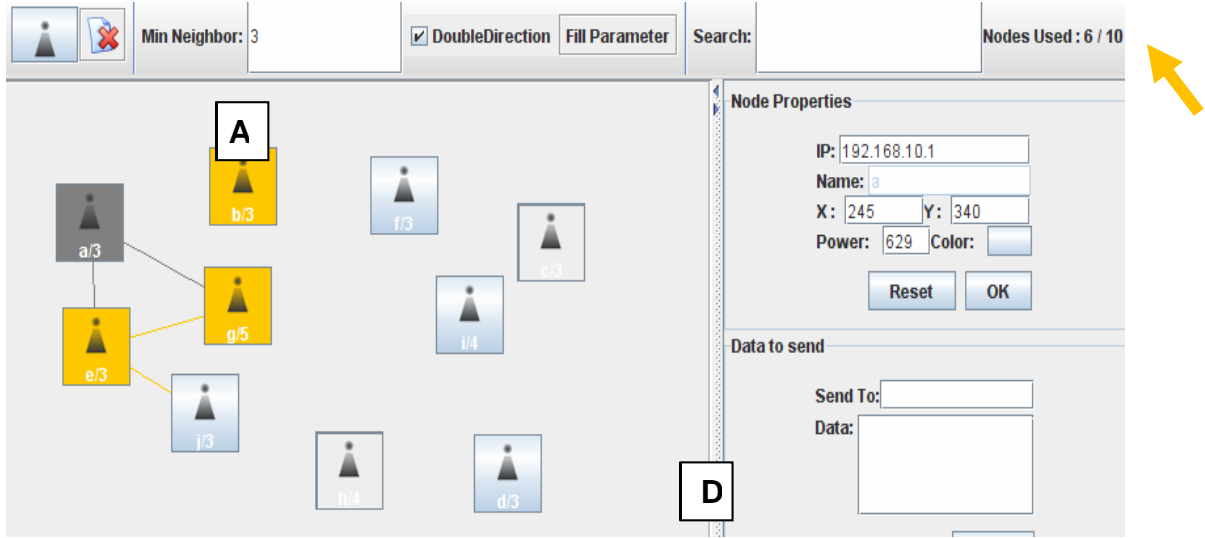 Min Neighbor: 3
DoubleDirection
Fill Parameter
Search:
Nodes Used : 6 / 10
A
b/3
f/3
a/3
c/3
g/5
i/4
e/3
j/3
h/4
d/3
D
Node Properties
IP: 192.168.10.1
Name: a
X: 245 Y: 340
Power: 629 Color:
Reset OK
Data to send
Send To:
Data: